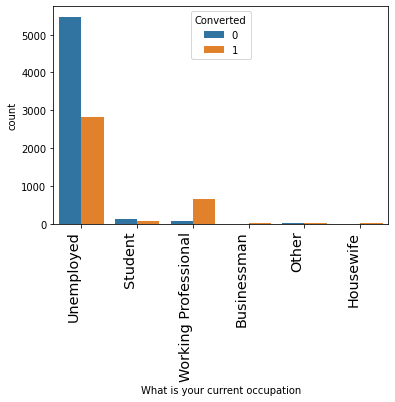 Converted
0
1
5000
4000
3000
2000
1000
0
count
Unemployed
Student
Working Professional
Businessman
Other
Housewife
What is your current occupation